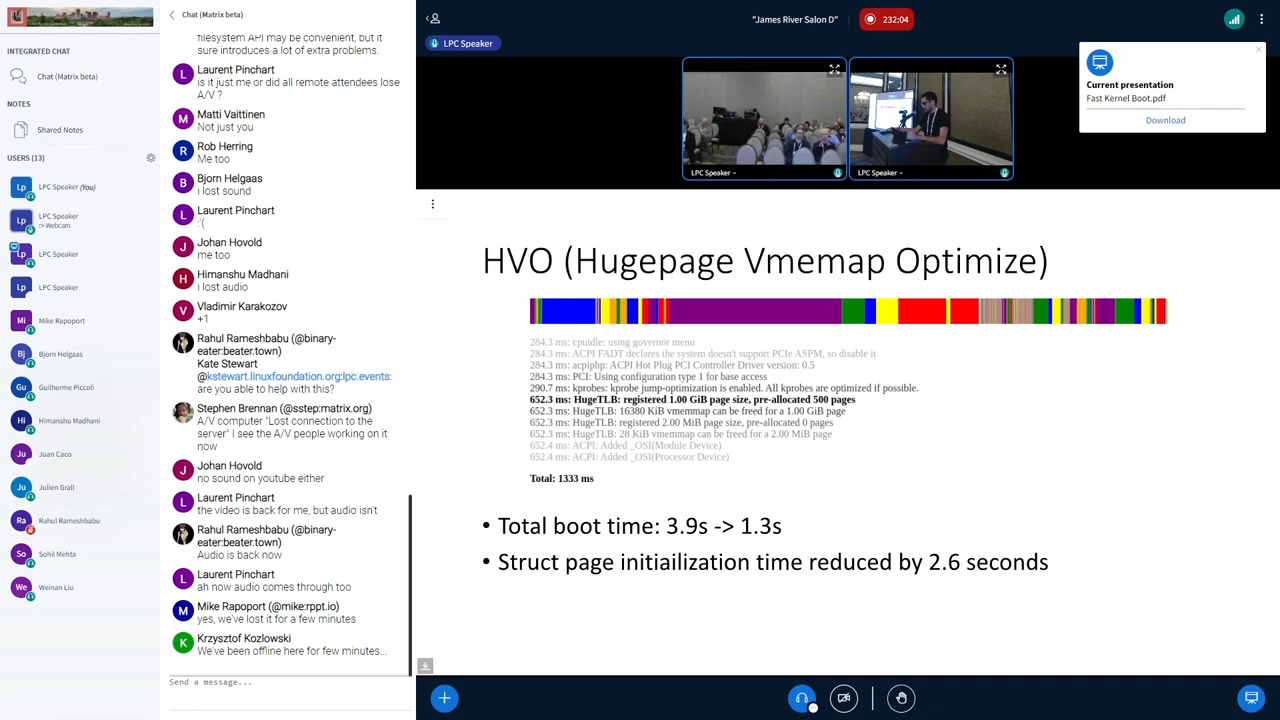 INTEGRATED CHAT
Chat (Matrix beta)
NOTES
Shared Notes
USERS (13)
Lp
LPC Speaker (You)
Lp
LPC Speaker
Webcam
Lp
LPC Speaker
Lp
LPC Speaker
Mi
Mike Rapoport
Bj
Bjorn Helgaas
Gu
Guilherme Piccoli
Hi
Himanshu Madhani
Ju
Juan Caco
Ju
Julien Grall
Ra
Rahul Rameshbabu
So
Sohil Mehta
We
Weinan Liu
Chat (Matrix beta)
filesystem API may be convenient, but it
sure introduces a lot of extra problems.
L
Laurent Pinchart
is it just me or did all remote attendees lose
A/V ?
M
Matti Vaittinen
Not just you
R
Rob Herring
Me too
B
Bjorn Helgaas
i lost sound
L
Laurent Pinchart
:'(
J
Johan Hovold
me too
H
Himanshu Madhani
i lost audio
V
Vladimir Karakozov
+1
Rahul Rameshbabu (@binary-
eater:beater.town)
Kate Stewart
@kstewart.linuxfoundation.org:lpc.events:
are you able to help with this?
Stephen Brennan (@sstep:matrix.org)
A/V computer "Lost connection to the
server" I see the A/V people working on it
now
J
Johan Hovold
no sound on youtube either
L
Laurent Pinchart
the video is back for me, but audio isn't
Rahul Rameshbabu (@binary-
eater:beater.town)
Audio is back now
L
Laurent Pinchart
ah now audio comes through too
M
Mike Rapoport (@mike:rppt.io)
yes, we've lost it for a few minutes
K
Krzysztof Kozlowski
We've been offline here for few minutes...
Send a message...
"James River Salon D"
232:04
LPC Speaker
LPC Speaker
LPC Speaker
Current presentation
Fast Kernel Boot.pdf
Download
HVO (Hugepage Vmemap Optimize)
284.3 ms: cpuidle: using governor menu
284.3 ms: ACPI FADT declares the system doesn't support PCIe ASPM, so disable it
284.3 ms: acpiphp: ACPI Hot Plug PCI Controller Driver version: 0.5
284.3 ms: PCI: Using configuration type 1 for base access
290.7 ms: kprobes: kprobe jump-optimization is enabled. All kprobes are optimized if possible.
652.3 ms: HugeTLB: registered 1.00 GiB page size, pre-allocated 500 pages
652.3 ms: HugeTLB: 16380 KiB vmemmap can be freed for a 1.00 GiB page
652.3 ms: HugeTLB: registered 2.00 MiB page size, pre-allocated 0 pages
652.3 ms: HugeTLB: 28 KiB vmemmap can be freed for a 2.00 MiB page
652.4 ms: ACPI: Added _OSI(Module Device)
652.4 ms: ACPI: Added _OSI(Processor Device)
Total: 1333 ms
• Total boot time: 3.9s -> 1.3s
• Struct page initiailization time reduced by 2.6 seconds